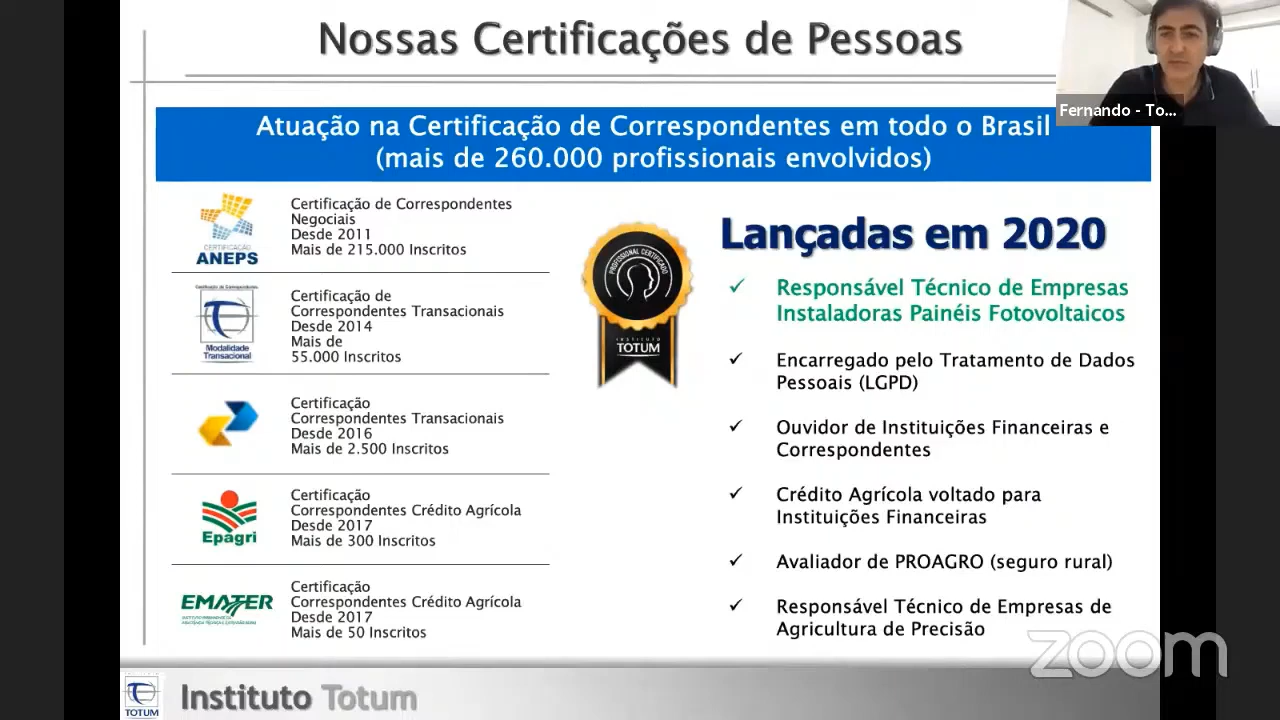 Nossas Certificações de Pessoas
Fernando - To...
Atuação na Certificação de Correspondentes em todo o Brasil
(mais de 260.000 profissionais envolvidos)
CERTIFICAÇÃO
ANEPS
Certificação de Correspondentes
Negociais
Desde 2011
Mais de 215.000 Inscritos
Certificação de Correspondentes
Modalidade
Transacional
Certificação de
Correspondentes Transacionais
Desde 2014
Mais de
55.000 Inscritos
Certificação
Correspondentes Transacionais
Desde 2016
Mais de 2.500 Inscritos
Epagri
Certificação
Correspondentes Crédito Agrícola
Desde 2017
Mais de 300 Inscritos
EMATER
Certificação
Correspondentes Crédito Agrícola
Desde 2017
Mais de 50 Inscritos
PROFISSIONAL CERTIFICADO
INSTITUTO
TOTUM
Lançadas em 2020
✓ Responsável Técnico de Empresas
Instaladoras Painéis Fotovoltaicos
✓ Encarregado pelo Tratamento de Dados
Pessoais (LGPD)
✓ Ouvidor de Instituições Financeiras e
Correspondentes
✓ Crédito Agrícola voltado para
Instituições Financeiras
✓ Avaliador de PROAGRO (seguro rural)
✓ Responsável Técnico de Empresas de
Agricultura de Precisão
zoom
TOTUM
Instituto Totum